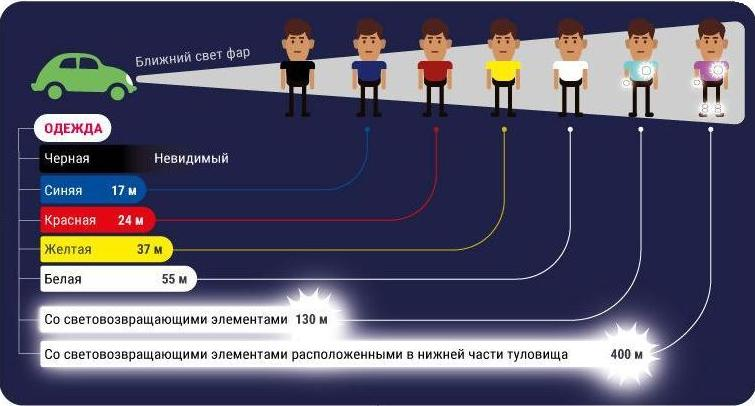 Ближний свет фар
ОДЕЖДА
Черная Невидимый
Синяя 17 м
Красная 24 м
Желтая 37 м
Белая 55 м
Со световозвращающими элементами 130 м
Со световозвращающими элементами расположенными в нижней части туловища 400 м